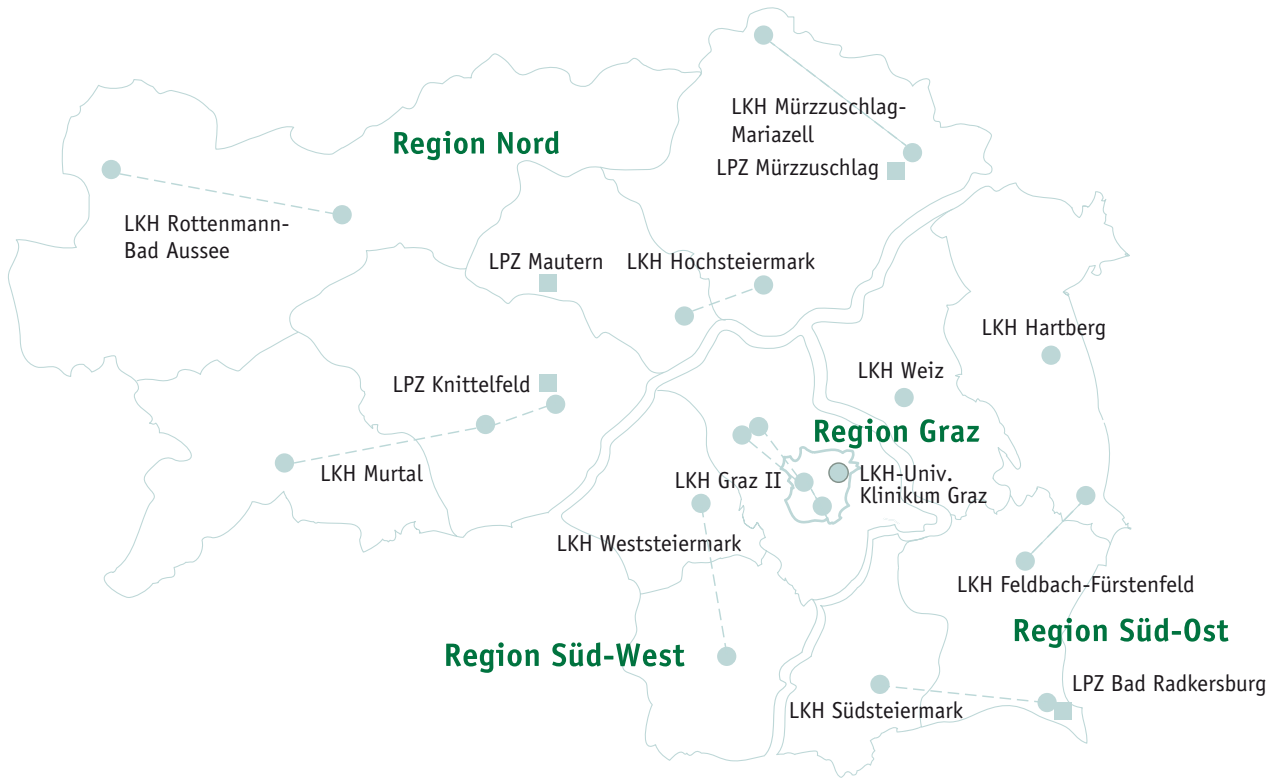 LKH Mürzzuschlag-
Mariazell
Region Nord
LPZ Mürzzuschlag
LKH Rottenmann-
Bad Aussee
LPZ Mautern
LKH Hochsteiermark
LKH Hartberg
LKH Weiz
LPZ Knittelfeld
Region Graz
LKH Murtal
LKH Graz II
LKH-Univ.
Klinikum Graz
LKH Weststeiermark
LKH Feldbach-Fürstenfeld
Region Süd-Ost
Region Süd-West
LPZ Bad Radkersburg
LKH Südsteiermark